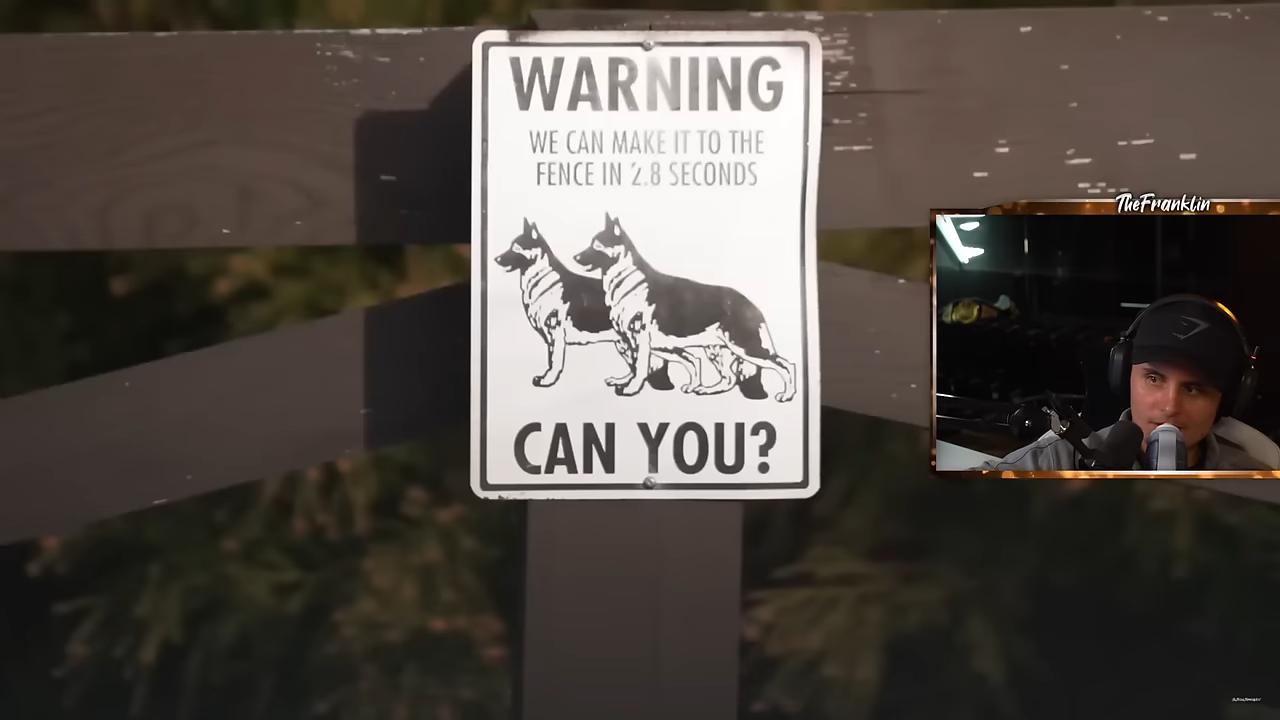 WARNING
WE CAN MAKE IT TO THE
FENCE IN 2.8 SECONDS
CAN YOU?
TheFranklin